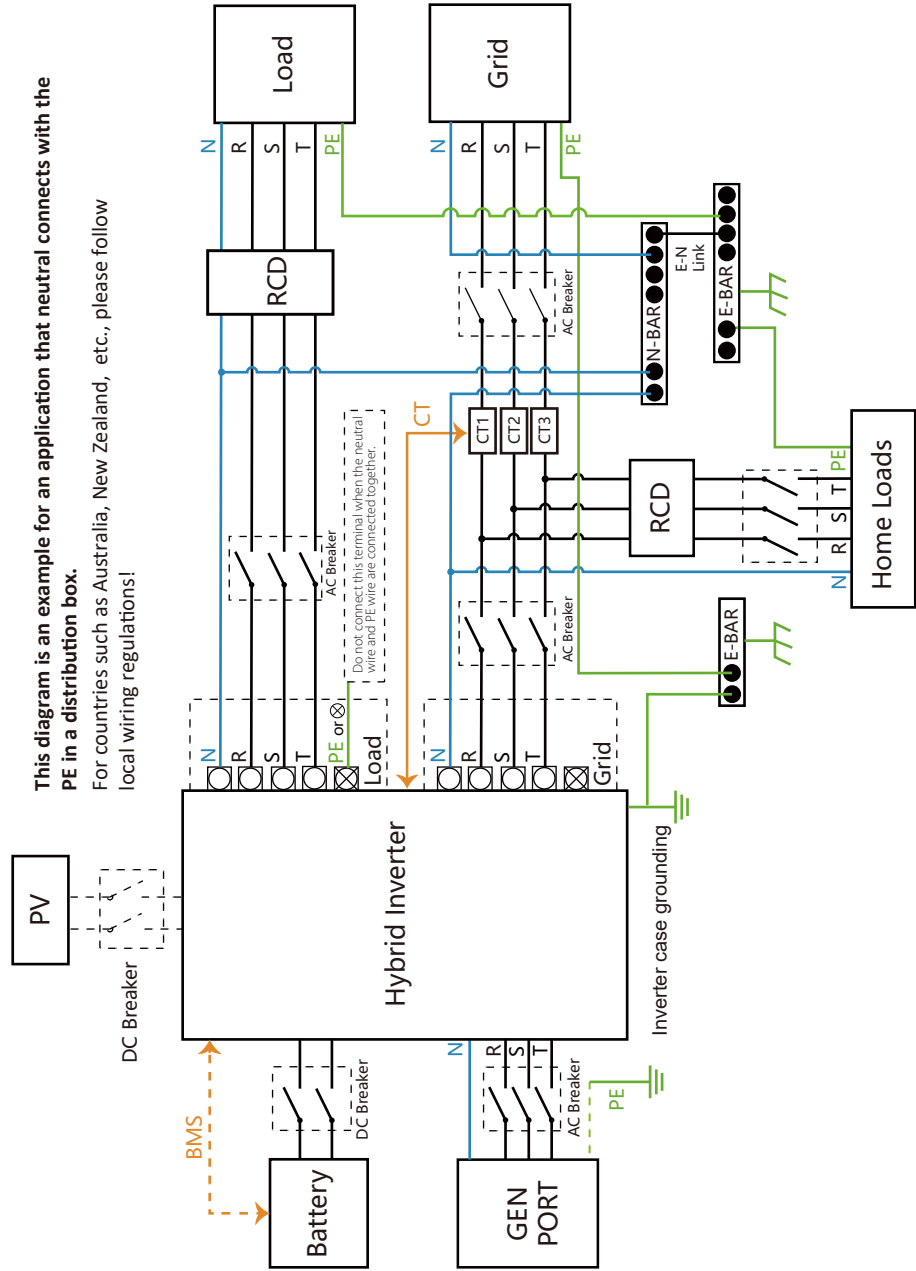 This diagram is an example for an application that neutral connects with the
PE in a distribution box.
For countries such as Australia, New Zealand, etc., please follow
local wiring regulations!
PV
DC Breaker
BMS
Battery
DC Breaker
Hybrid Inverter
N
R
S
T
PE or ⊗
Load
AC Breaker
Do not connect this terminal when the neutral
wire and PE wire are connected together.
RCD
N
R
S
T
PE
Load
CT
GEN
PORT
N
R
S
T
AC Breaker
PE
Inverter case grounding
N
R
S
T
Grid
AC Breaker
CT1
CT2
CT3
AC Breaker
N
R
S
T
PE
Grid
RCD
N-BAR
E-N
Link
E-BAR
E-BAR
N
R
S
T
PE
Home Loads